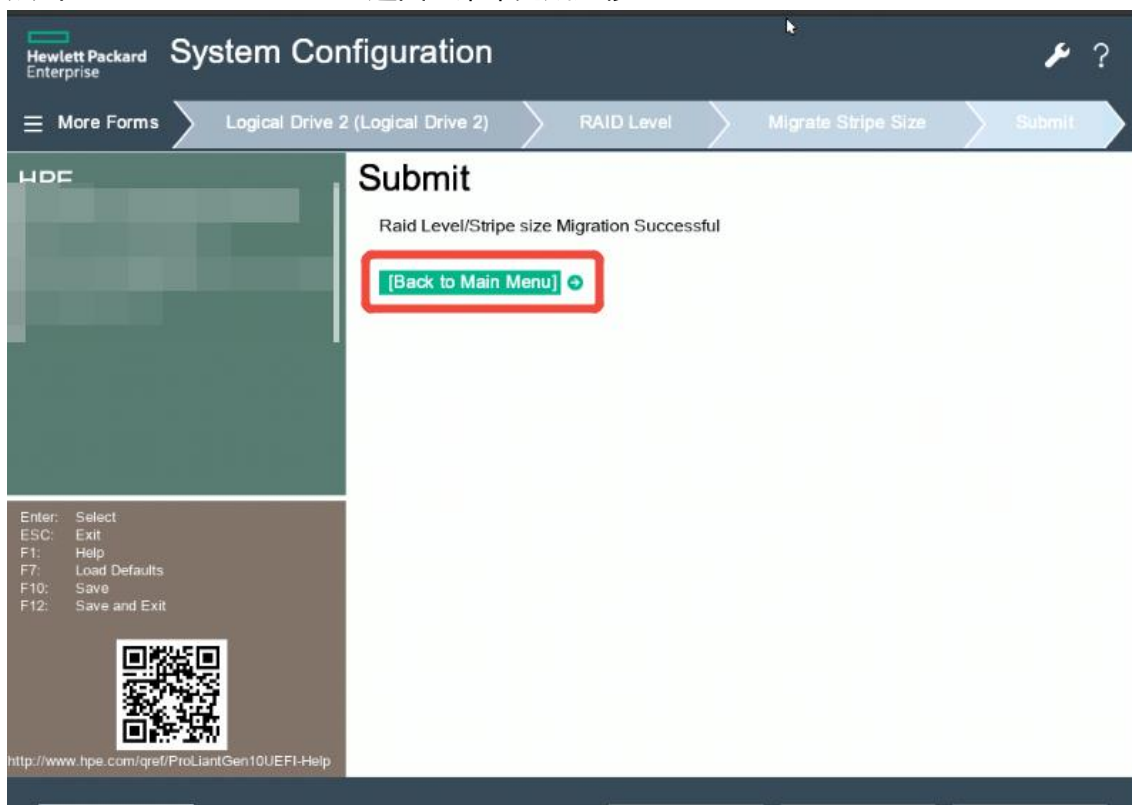 Hewlett Packard
Enterprise
System Configuration
?
More Forms
Logical Drive 2 (Logical Drive 2)
RAID Level
Migrate Stripe Size
Submit
HPE
Submit
Raid Level/Stripe size Migration Successful
[Back to Main Menu]
Enter: Select
ESC: Exit
F1: Help
F7: Load Defaults
F10: Save
F12: Save and Exit
http://www.hpe.com/qref/ProLiantGen10UEFI-Help